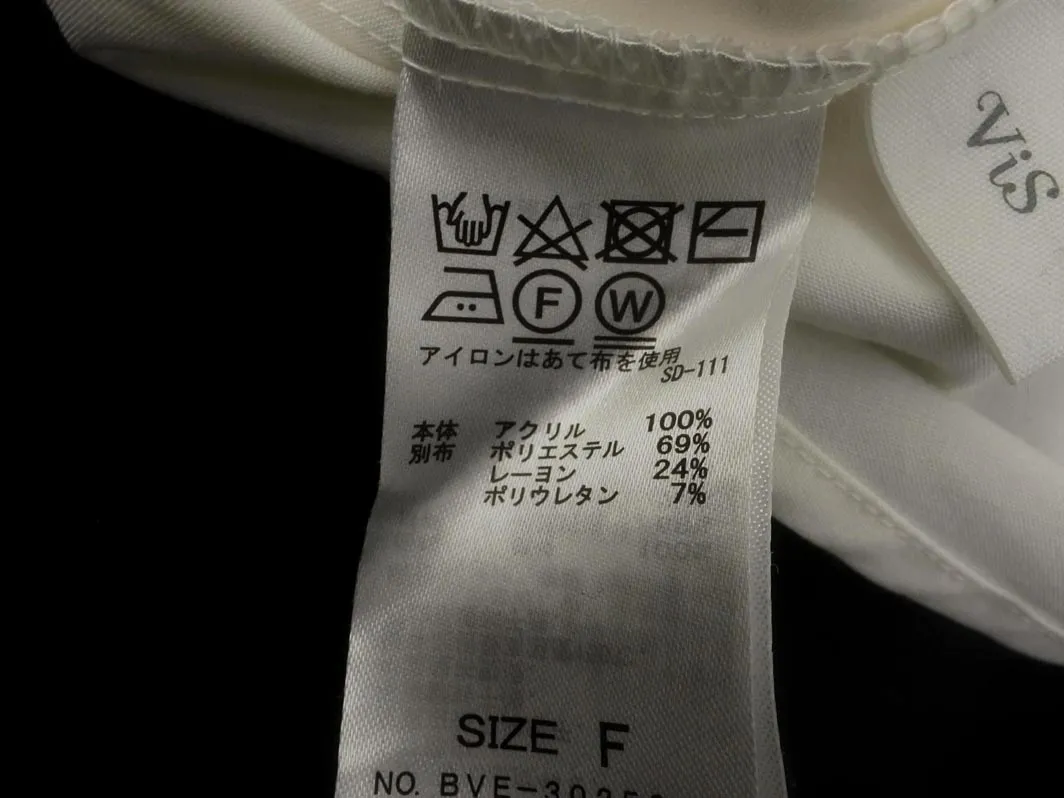 ViS
F W
アイロンはあて布を使用
SD-111
本体 アクリル 100%
別布 ポリエステル 69%
レーヨン 24%
ポリウレタン 7%
SIZE F
NO.